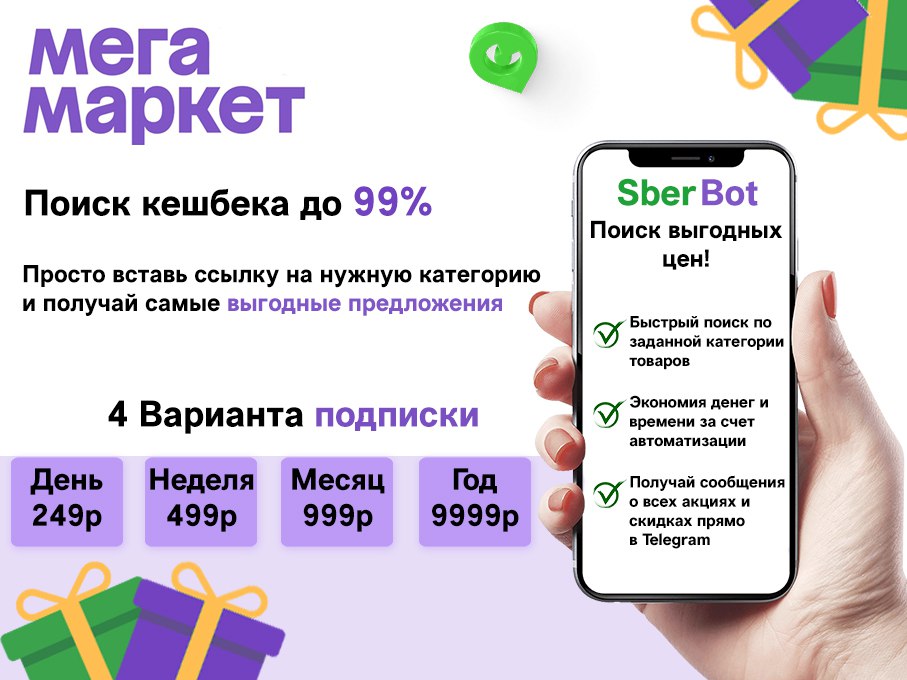 мега
маркет
Поиск кешбека до 99%
Просто вставь ссылку на нужную категорию
и получай самые выгодные предложения
4 Варианта подписки
День
249р
Неделя
499р
Месяц
999р
Год
9999р
SberBot
Поиск выгодных
цен!
Быстрый поиск по
заданной категории
товаров
Экономия денег и
времени за счет
автоматизации
Получай сообщения
о всех акциях и
скидках прямо
в Telegram